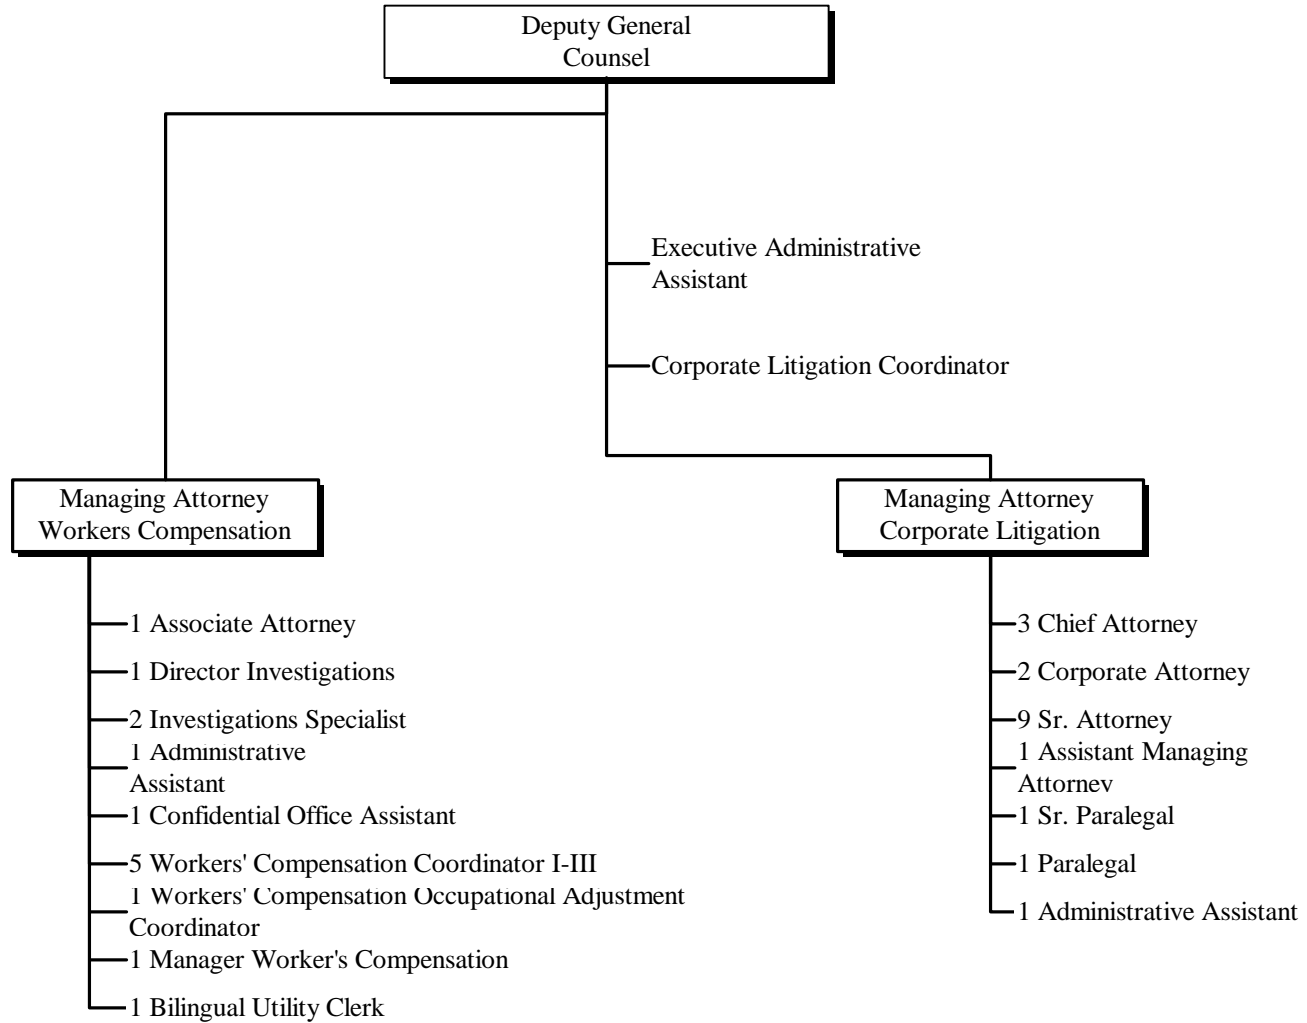 Deputy General
Counsel
Executive Administrative
Assistant
Corporate Litigation Coordinator
Managing Attorney
Workers Compensation
1 Associate Attorney
1 Director Investigations
2 Investigations Specialist
1 Administrative
Assistant
1 Confidential Office Assistant
5 Workers' Compensation Coordinator I-III
1 Workers' Compensation Occupational Adjustment
Coordinator
1 Manager Worker's Compensation
1 Bilingual Utility Clerk
Managing Attorney
Corporate Litigation
3 Chief Attorney
2 Corporate Attorney
9 Sr. Attorney
1 Assistant Managing
Attorney
1 Sr. Paralegal
1 Paralegal
1 Administrative Assistant